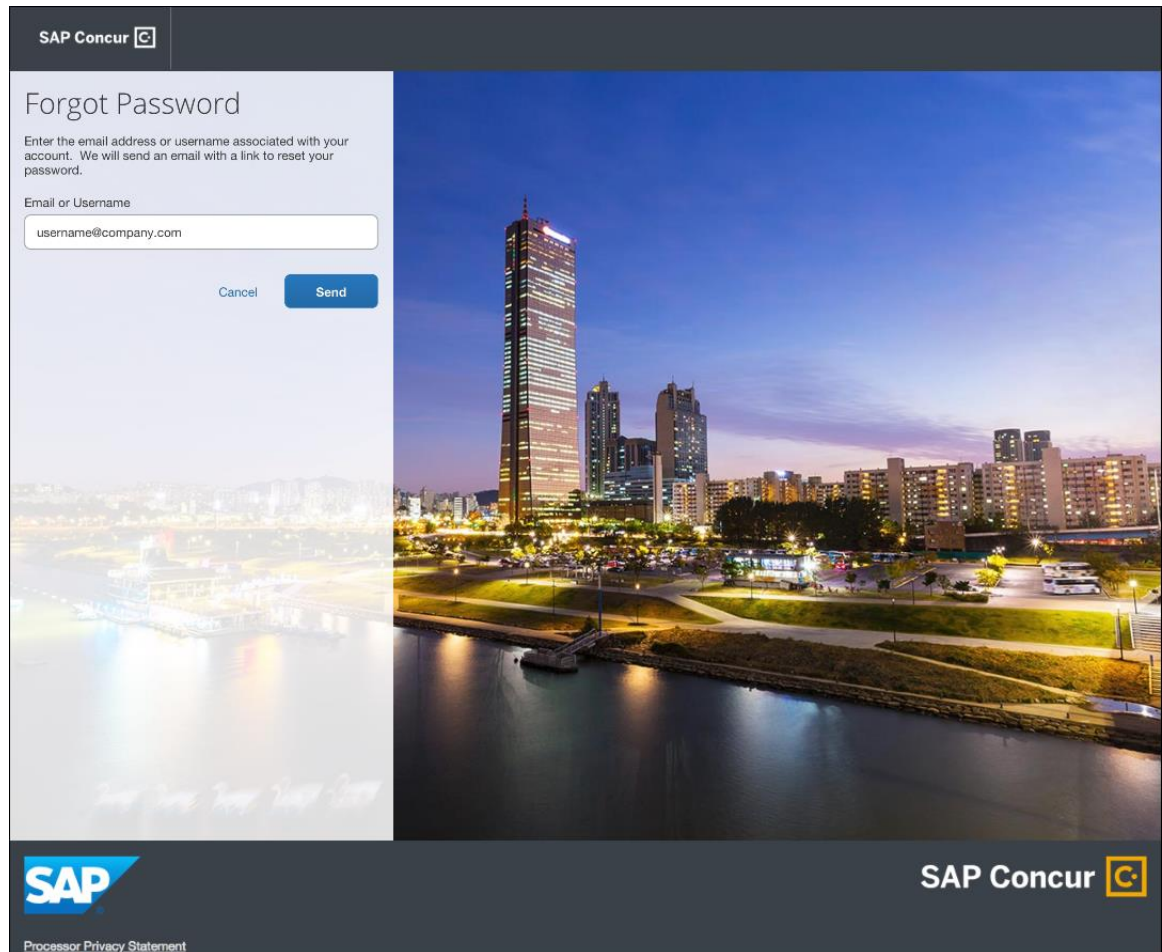 SAP Concur C
Forgot Password
Enter the email address or username associated with your
account. We will send an email with a link to reset your
password.
Email or Username
username@company.com
Cancel
Send
SAP
SAP Concur C
Processor Privacy Statement